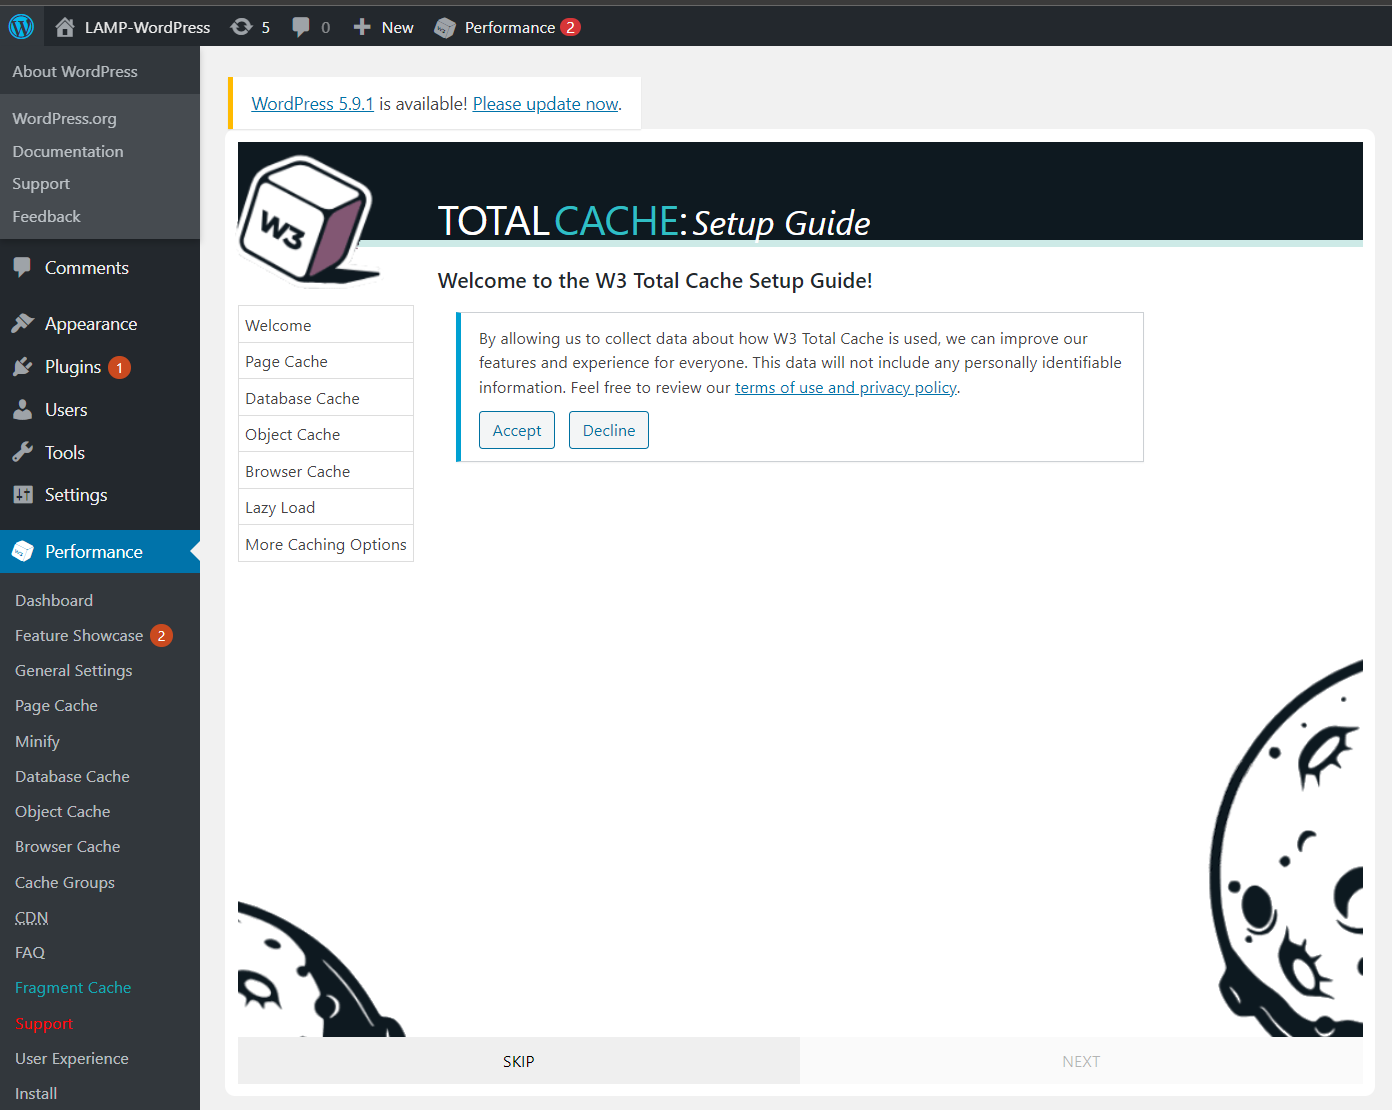 LAMP-WordPress 5 0 New Performance 2
About WordPress
WordPress.org
Documentation
Support
Feedback
Comments
Appearance
Plugins 1
Users
Tools
Settings
Performance
Dashboard
Feature Showcase 2
General Settings
Page Cache
Minify
Database Cache
Object Cache
Browser Cache
Cache Groups
CDN
FAQ
Fragment Cache
Support
User Experience
Install
WordPress 5.9.1 is available! Please update now.
W3
TOTAL CACHE: Setup Guide
Welcome to the W3 Total Cache Setup Guide!
Welcome
Page Cache
Database Cache
Object Cache
Browser Cache
Lazy Load
More Caching Options
By allowing us to collect data about how W3 Total Cache is used, we can improve our
features and experience for everyone. This data will not include any personally identifiable
information. Feel free to review our terms of use and privacy policy.
Accept Decline
SKIP NEXT